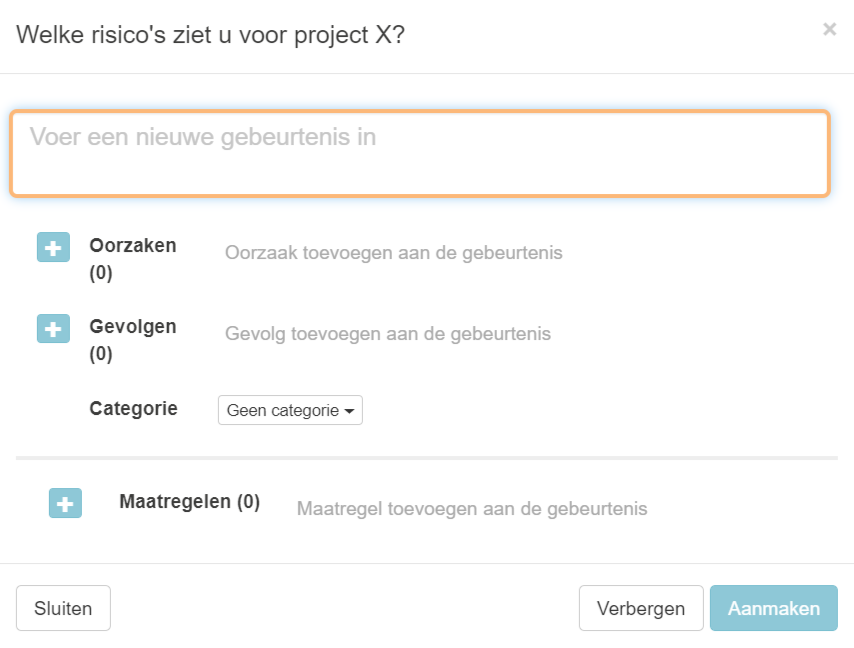 Welke risico's ziet u voor project X?
×
Voer een nieuwe gebeurtenis in
Oorzaken
(0)
Oorzaak toevoegen aan de gebeurtenis
Gevolgen
(0)
Gevolg toevoegen aan de gebeurtenis
Categorie
Geen categorie
Maatregelen (0)
Maatregel toevoegen aan de gebeurtenis
Sluiten
Verbergen
Aanmaken